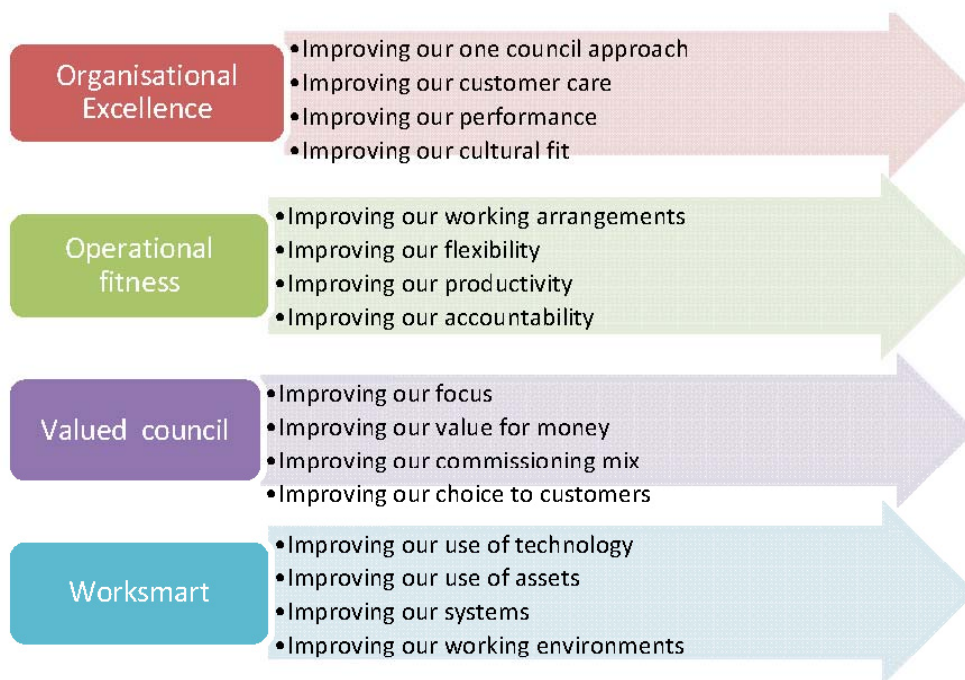 Organisational
Excellence
•Improving our one council approach
•Improving our customer care
•Improving our performance
•Improving our cultural fit
Operational
fitness
•Improving our working arrangements
•Improving our flexibility
•Improving our productivity
•Improving our accountability
Valued council
•Improving our focus
•Improving our value for money
•Improving our commissioning mix
•Improving our choice to customers
Worksmart
•Improving our use of technology
•Improving our use of assets
•Improving our systems
•Improving our working environments